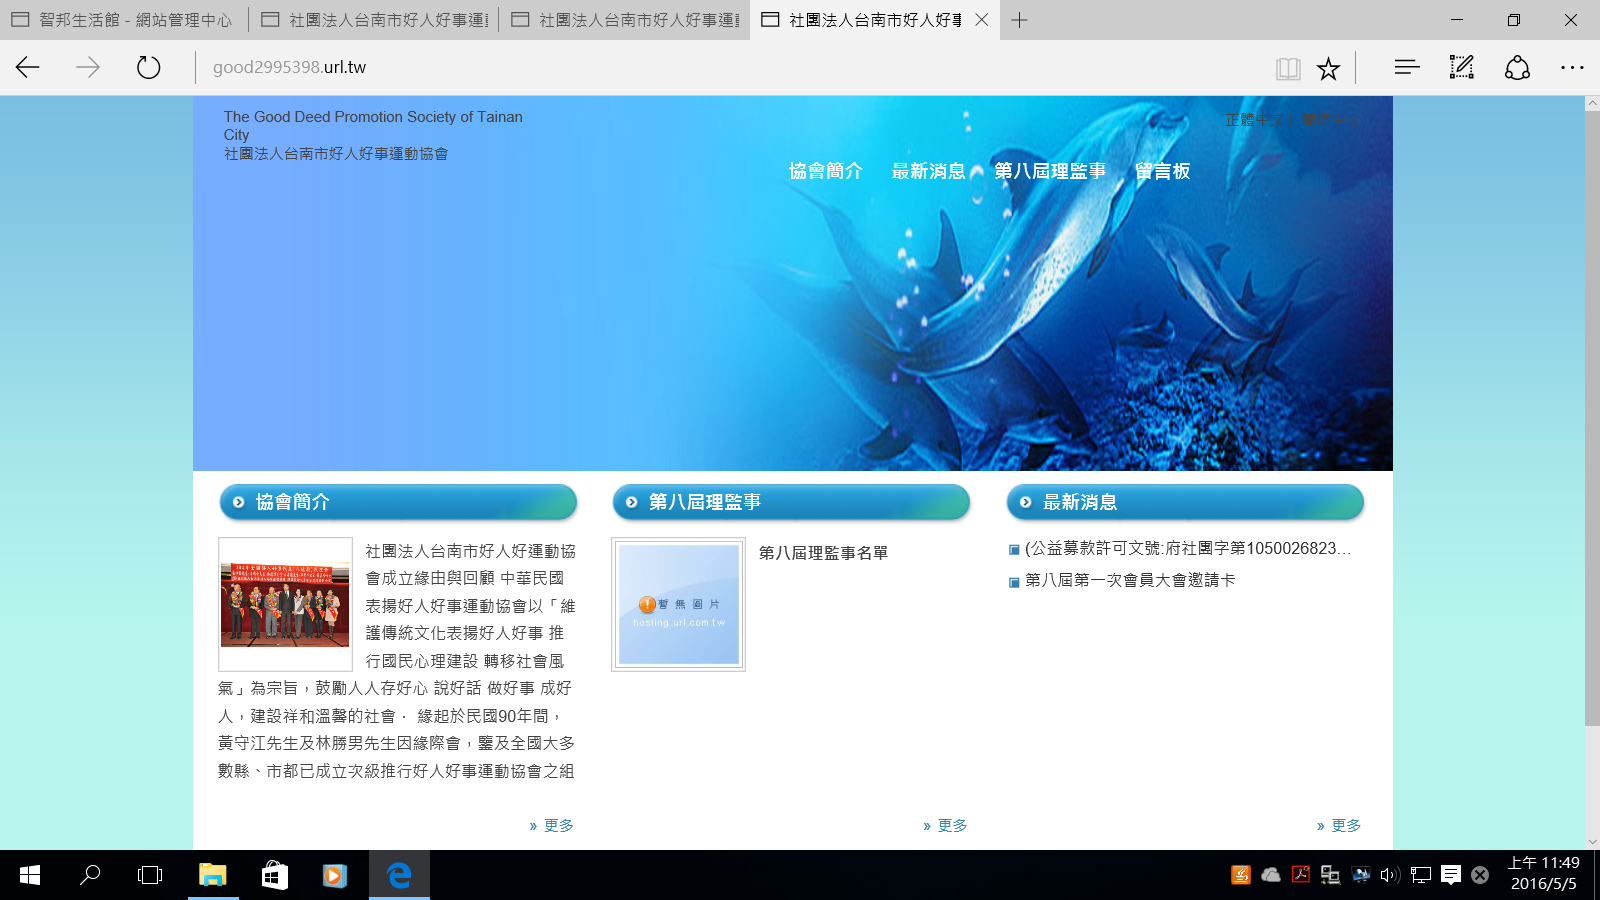 智邦生活館 - 網站管理中心
社團法人台南市好人好事運動
社團法人台南市好人好事運動
社團法人台南市好人好事
good2995398.url.tw
The Good Deed Promotion Society of Tainan
City
社團法人台南市好人好事運動協會
正體中文
協會簡介 最新消息 第八屆理監事 留言板
協會簡介
社團法人台南市好人好運動協
會成立緣由與回顧 中華民國
表揚好人好事運動協會以「維
護傳統文化表揚好人好事 推
行國民心理建設 轉移社會風
氣」為宗旨，鼓勵人人存好心 說好話 做好事 成好
人，建設祥和溫馨的社會． 緣起於民國90年間，
黃守江先生及林勝男先生因緣際會，鑒及全國大多
數縣、市都已成立次級推行好人好事運動協會之組
» 更多
第八屆理監事
暫無圖片
hosting.url.com.tw
第八屆理監事名單
» 更多
最新消息
(公益募款許可文號:府社團字第1050026823...
第八屆第一次會員大會邀請卡
» 更多
上午 11:49
2016/5/5